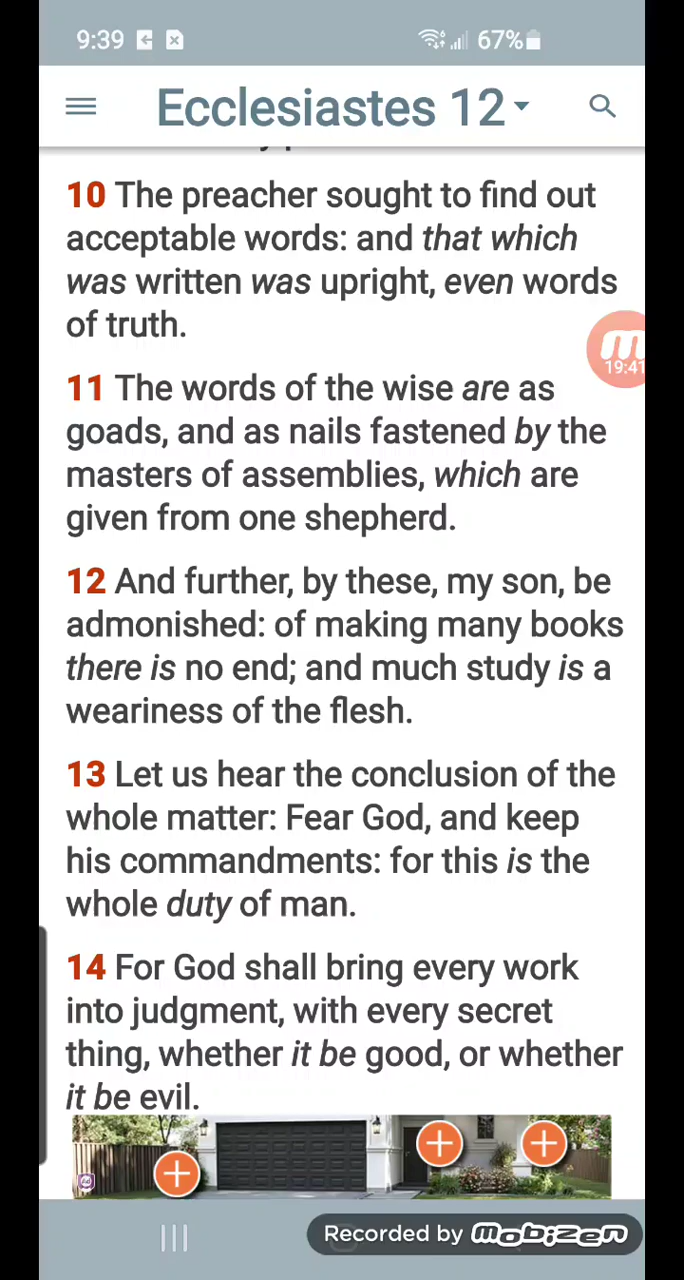 9:39 67%
Ecclesiastes 12
10 The preacher sought to find out
acceptable words: and that which
was written was upright, even words
of truth.
19:41
11 The words of the wise are as
goads, and as nails fastened by the
masters of assemblies, which are
given from one shepherd.
12 And further, by these, my son, be
admonished: of making many books
there is no end; and much study is a
weariness of the flesh.
13 Let us hear the conclusion of the
whole matter: Fear God, and keep
his commandments: for this is the
whole duty of man.
14 For God shall bring every work
into judgment, with every secret
thing, whether it be good, or whether
it be evil.
Recorded by mobizen